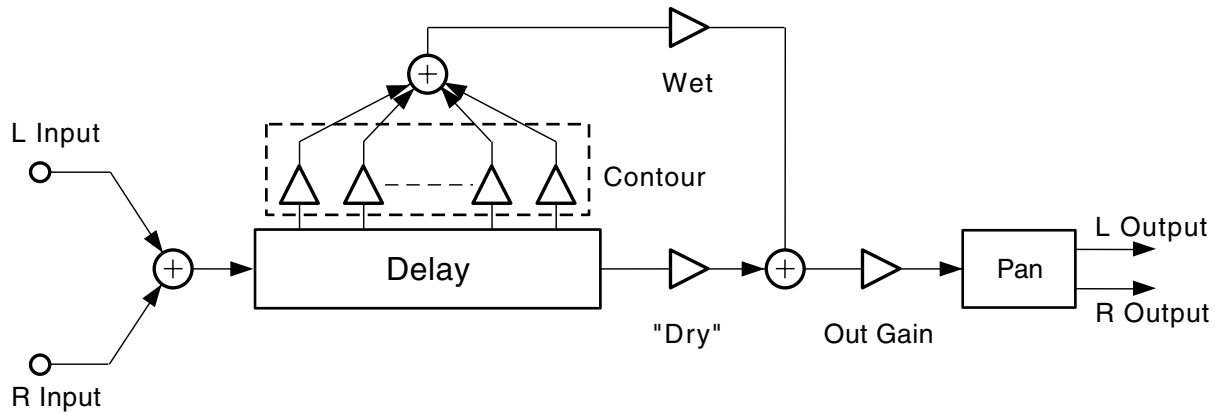 Wet
L Input
Contour
Delay
L Output
Pan
R Output
"Dry"
Out Gain
R Input